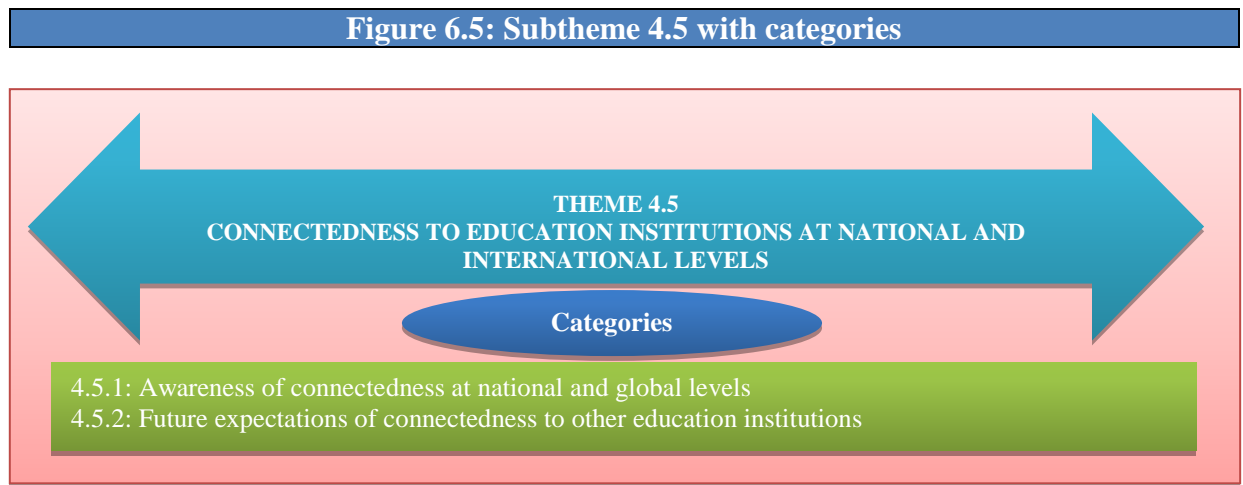 Figure 6.5: Subtheme 4.5 with categories
THEME 4.5
CONNECTEDNESS TO EDUCATION INSTITUTIONS AT NATIONAL AND
INTERNATIONAL LEVELS
Categories
4.5.1: Awareness of connectedness at national and global levels
4.5.2: Future expectations of connectedness to other education institutions